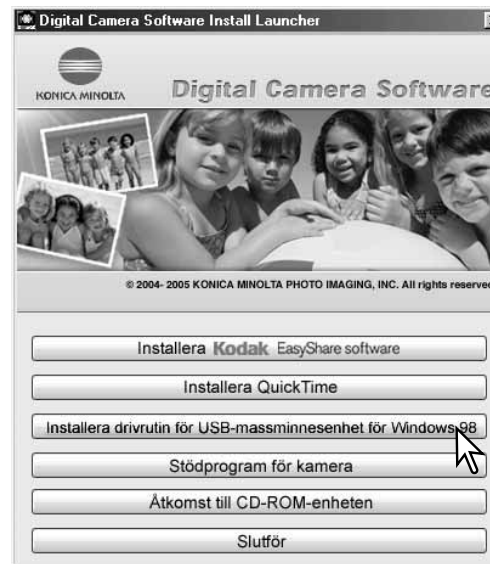 Digital Camera Software Install Launcher
KONICA MINOLTA
Digital Camera Software
© 2004- 2005 KONICA MINOLTA PHOTO IMAGING, INC. All rights reserved
Installera Kodak EasyShare software
Installera QuickTime
Installera drivrutin för USB-massminnesenhet för Windows 98
Stödprogram för kamera
Åtkomst till CD-ROM-enheten
Slutför